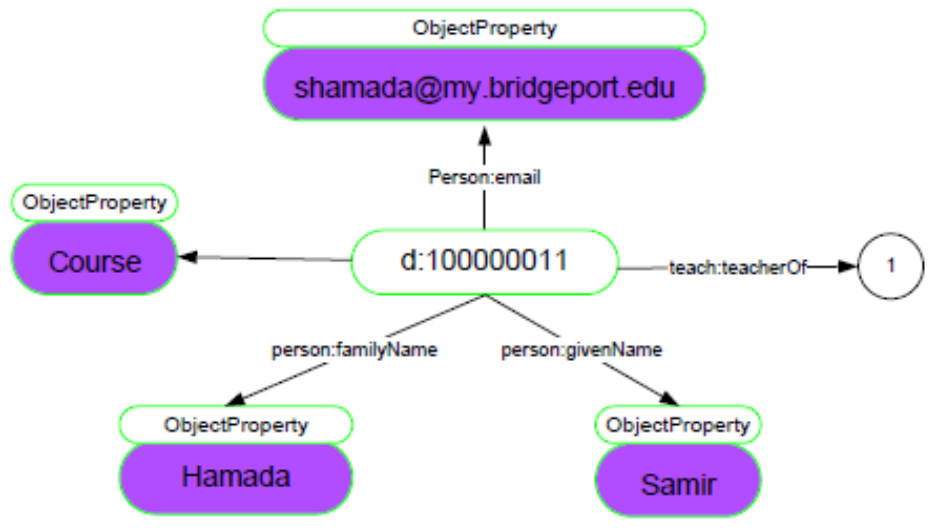 ObjectProperty
shamada@my.bridgeport.edu
Person:email
ObjectProperty
Course
d:100000011
teach:teacherOf
1
person:familyName
person:givenName
ObjectProperty
Hamada
ObjectProperty
Samir